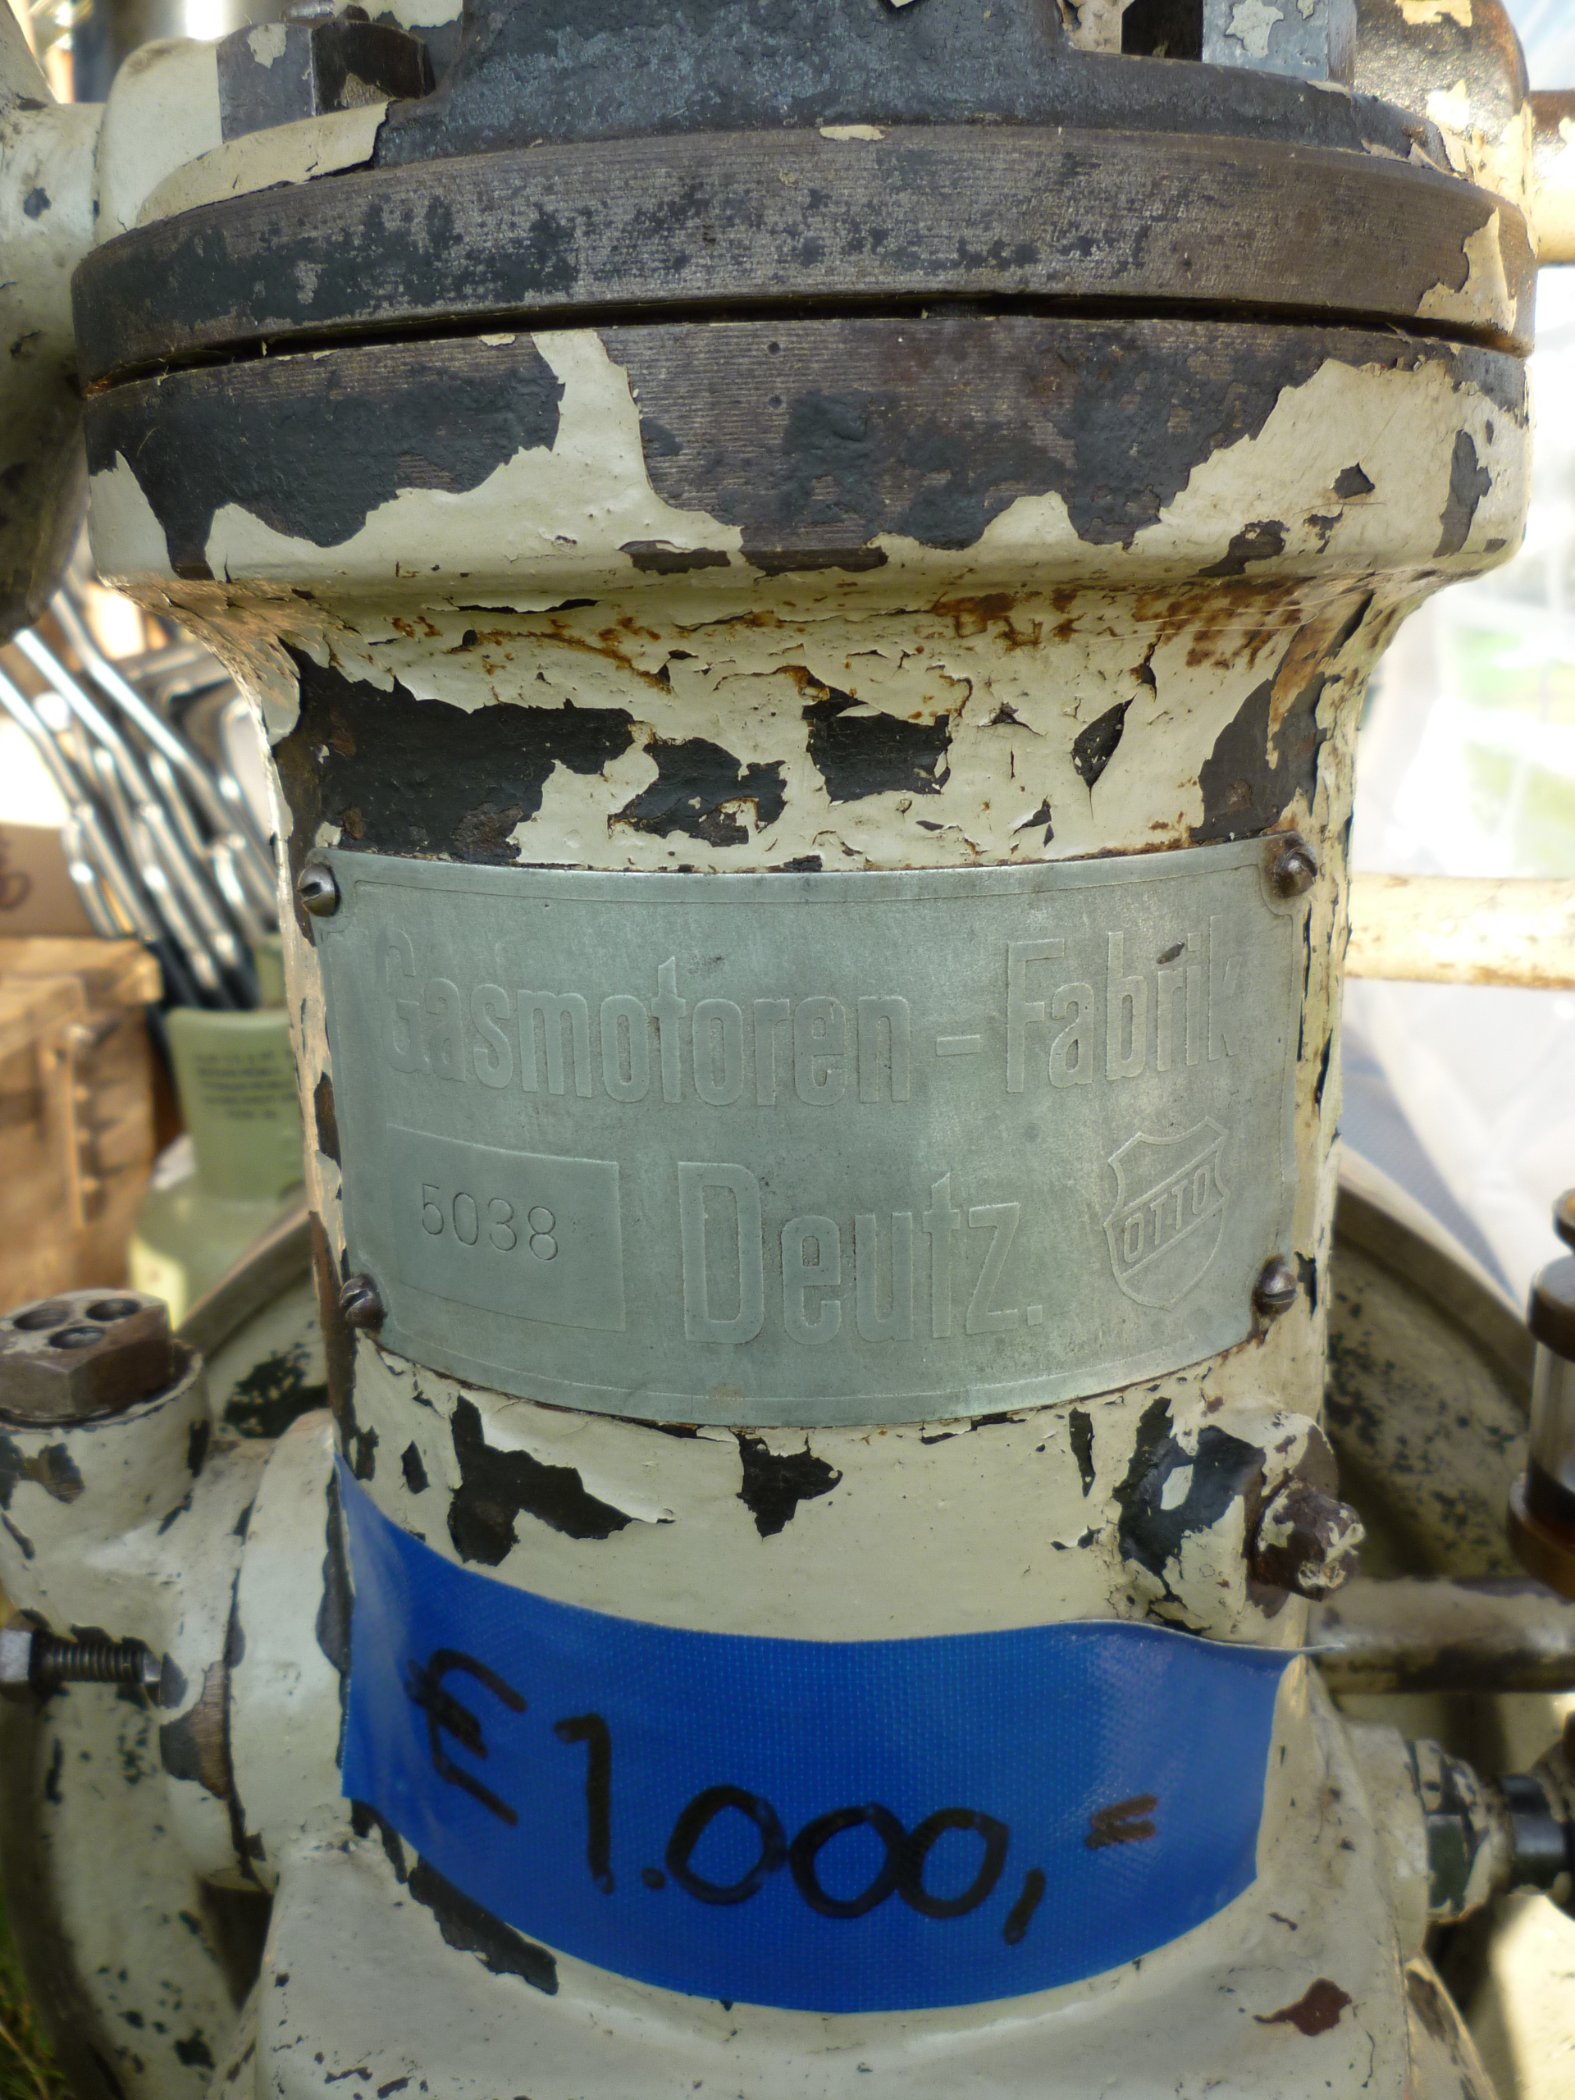 Gasmotoren-Fabrik
5038
Deutz.
OTTO
€ 1.000,=